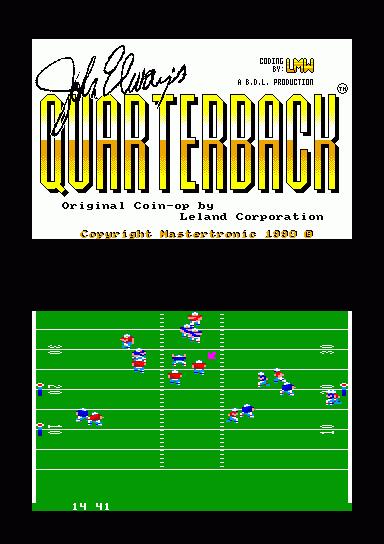 John Elway's
CODING
BY: LMW
A B.D.L. PRODUCTION
QUARTERBACK TM
Original Coin-op by
Leland Corporation
Copyright Mastertronic 1990 ©
30 30
20 20
10 10
14 41